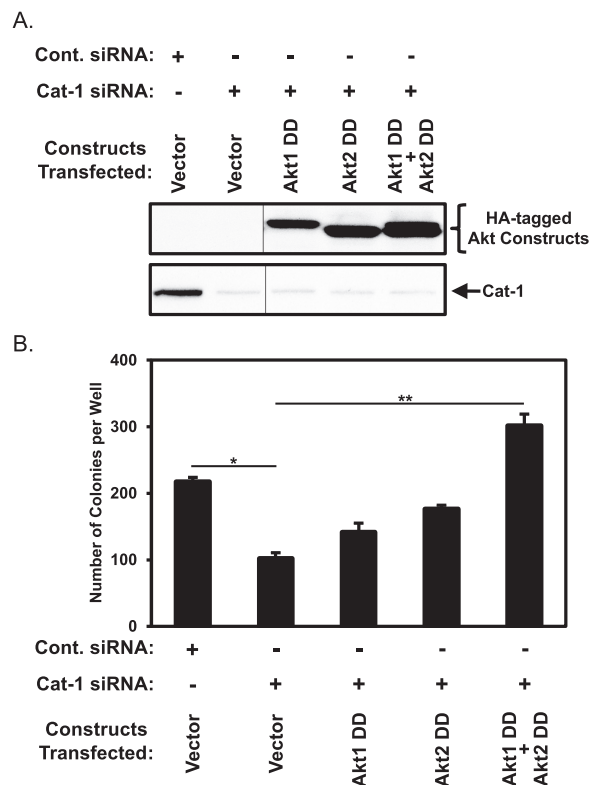 A.
Cont. siRNA: + - - - -
Cat-1 siRNA: - + + + +
Constructs
Transfected:
Vector
Vector
Akt1 DD
Akt2 DD
Akt1 DD
+
Akt2 DD
HA-tagged
Akt Constructs
Cat-1
B.
Number of Colonies per Well
400
300
200
100
0
*
**
Cont. siRNA: + - - - -
Cat-1 siRNA: - + + + +
Constructs
Transfected:
Vector
Vector
Akt1 DD
Akt2 DD
Akt1 DD
+
Akt2 DD